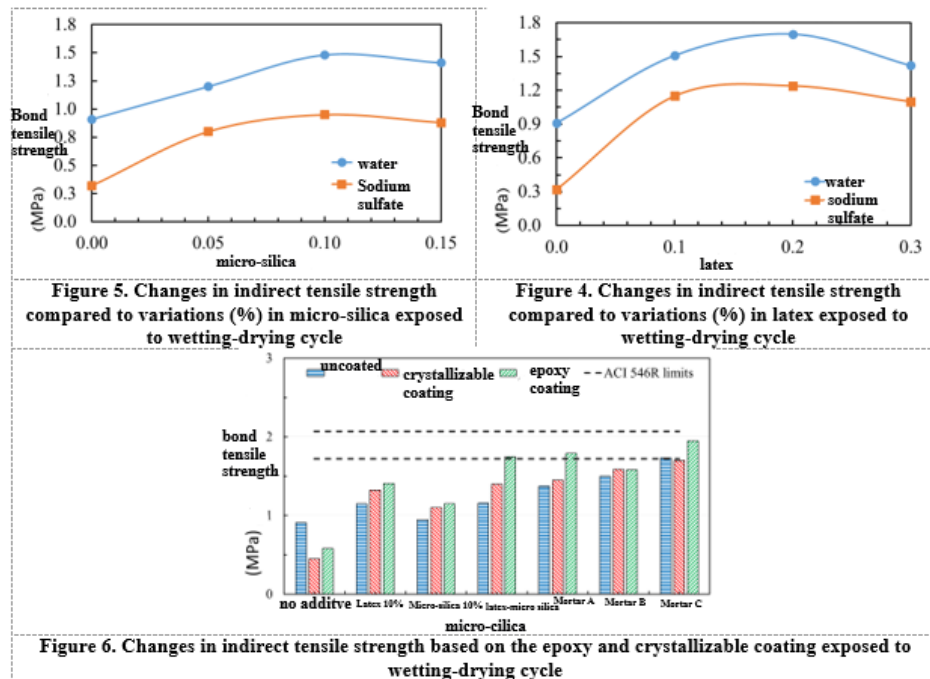 1.8
1.5
1.3
1.0
0.8
0.5
0.3
0.0
Bond
tensile
strength
(MPa)
water
Sodium
sulfate
0.00 0.05 0.10 0.15
micro-silica
Figure 5. Changes in indirect tensile strength
compared to variations (%) in micro-silica exposed
to wetting-drying cycle
1.8
1.5
1.2
0.9
0.6
0.3
0.0
Bond
tensile
strength
(MPa)
water
sodium
sulfate
0.0 0.1 0.2 0.3
latex
Figure 4. Changes in indirect tensile strength
compared to variations (%) in latex exposed to
wetting-drying cycle
uncoated
crystallizable
coating
epoxy
coating
ACI 546R limits
3
2
1
0
bond
tensile
strength
(MPa)
no additve Latex 10% Micro-silica 10% latex-micro silica Mortar A Mortar B Mortar C
micro-cilica
Figure 6. Changes in indirect tensile strength based on the epoxy and crystallizable coating exposed to
wetting-drying cycle